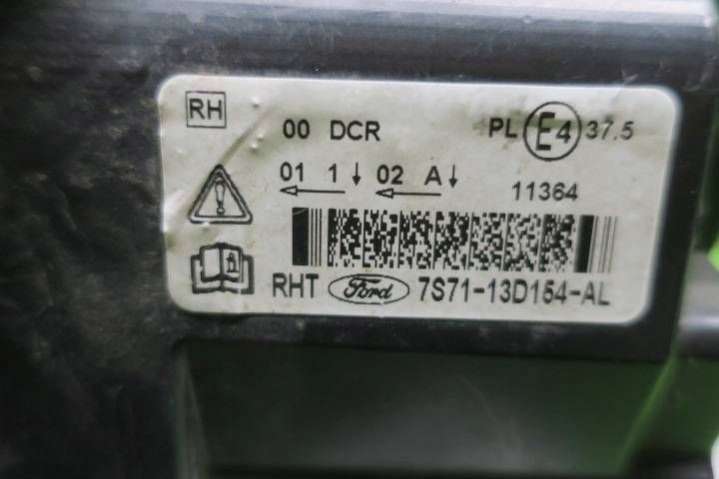 RH
00 DCR PL E4 37.5
01 1 ↓ 02 A ↓
11364
RHT Ford 7S71-13D154-AL